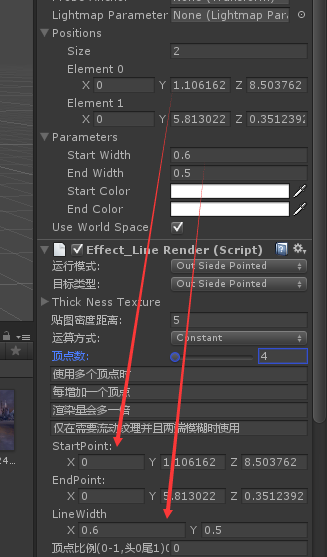 Lightmap Parameter None (Lightmap Par
Positions
Size 2
Element 0
X 0 Y 1.106162 Z 8.503762
Element 1
X 0 Y 5.813022 Z 0.3512392
Parameters
Start Width 0.6
End Width 0.5
Start Color
End Color
Use World Space
Effect_Line Render (Script)
运行模式: Out Siede Pointed
目标类型: Out Siede Pointed
Thick Ness Texture
贴图密度距离: 5
运算方式: Constant
顶点数: 4
使用多个顶点时
每增加一个顶点
渲染量会多一倍
仅在需要流动纹理并且两端模糊时使用
StartPoint:
X 0 Y 1.106162 Z 8.503762
EndPoint:
X 0 Y 5.813022 Z 0.3512392
LineWidth
X 0.6 Y 0.5
顶点比例(0-1,头0尾1)( 0
24